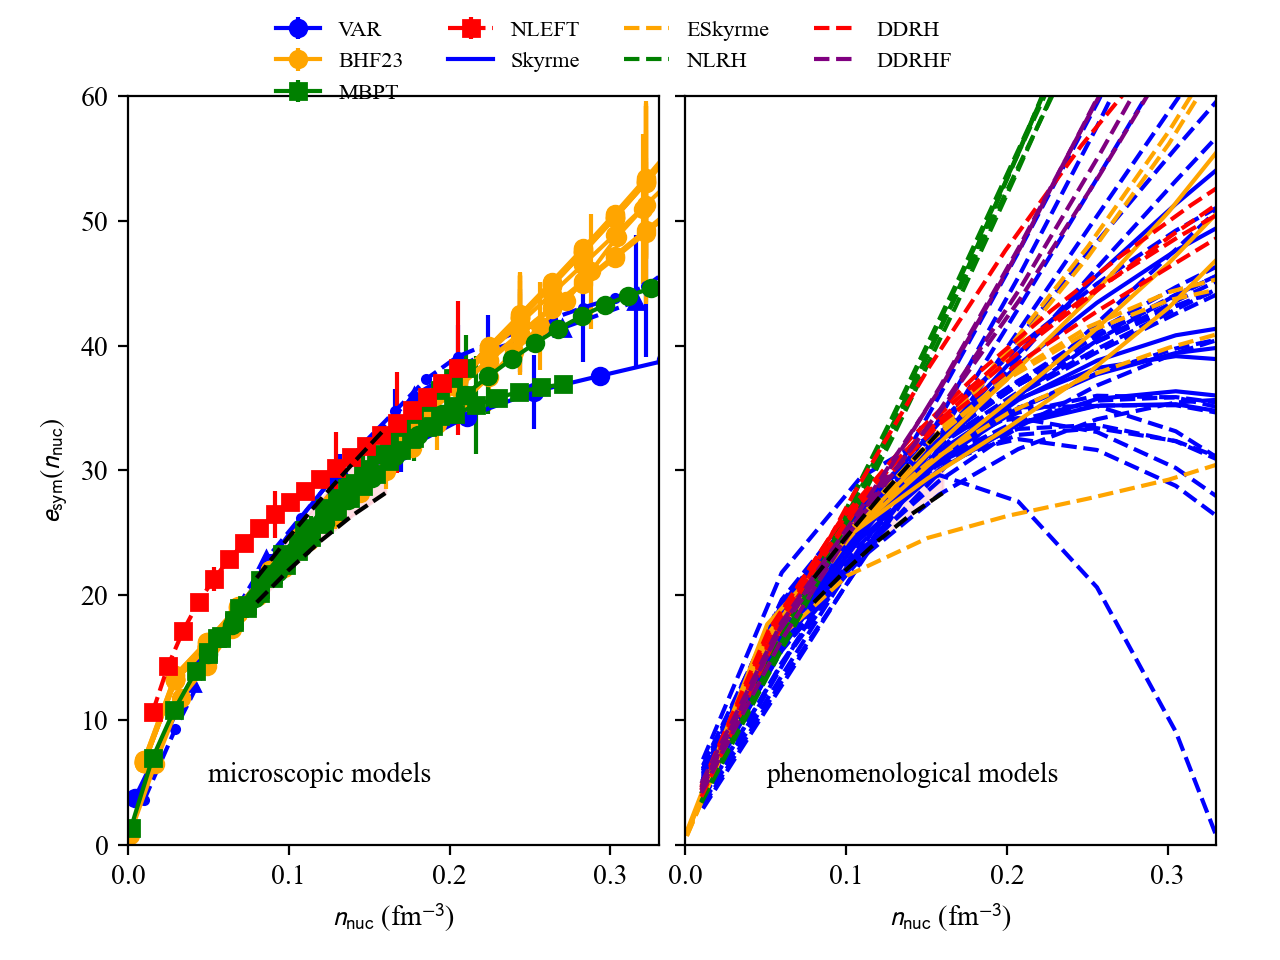 VAR
BHF23
MBPT
NLEFT
Skyrme
ESkyrme
NLRH
DDRH
DDRHF
60
50
40
30
20
10
0
e_sym(n_nuc)
microscopic models
phenomenological models
0.0 0.1 0.2 0.3
0.0 0.1 0.2 0.3
n_nuc (fm⁻³)
n_nuc (fm⁻³)